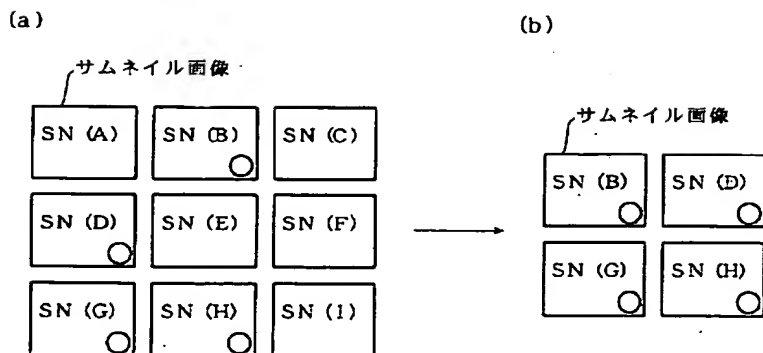 (a)
サムネイル画像
SN (A) SN (B) SN (C)
SN (D) SN (E) SN (F)
SN (G) SN (H) SN (I)
(b)
サムネイル画像
SN (B) SN (D)
SN (G) SN (H)